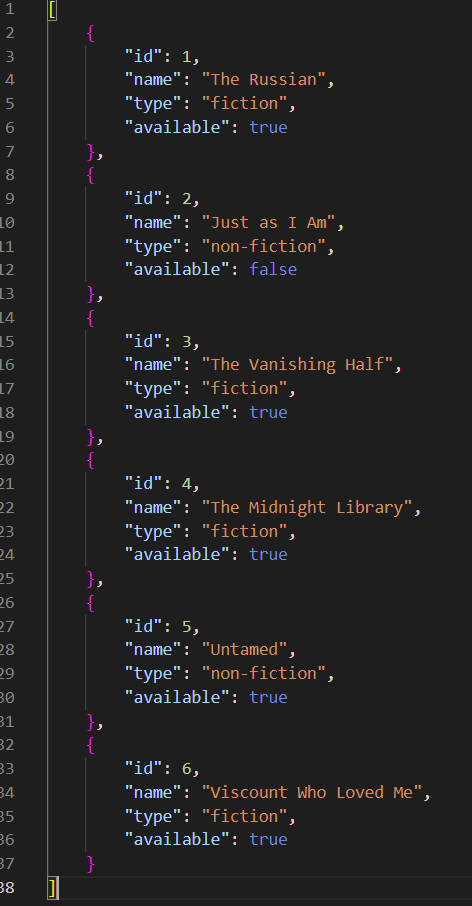 1 [
2 {
3 "id": 1,
4 "name": "The Russian",
5 "type": "fiction",
6 "available": true
7 },
8 {
9 "id": 2,
10 "name": "Just as I Am",
11 "type": "non-fiction",
12 "available": false
13 },
14 {
15 "id": 3,
16 "name": "The Vanishing Half",
17 "type": "fiction",
18 "available": true
19 },
20 {
21 "id": 4,
22 "name": "The Midnight Library",
23 "type": "fiction",
24 "available": true
25 },
26 {
27 "id": 5,
28 "name": "Untamed",
29 "type": "non-fiction",
30 "available": true
31 },
32 {
33 "id": 6,
34 "name": "Viscount Who Loved Me",
35 "type": "fiction",
36 "available": true
37 }
38 ]